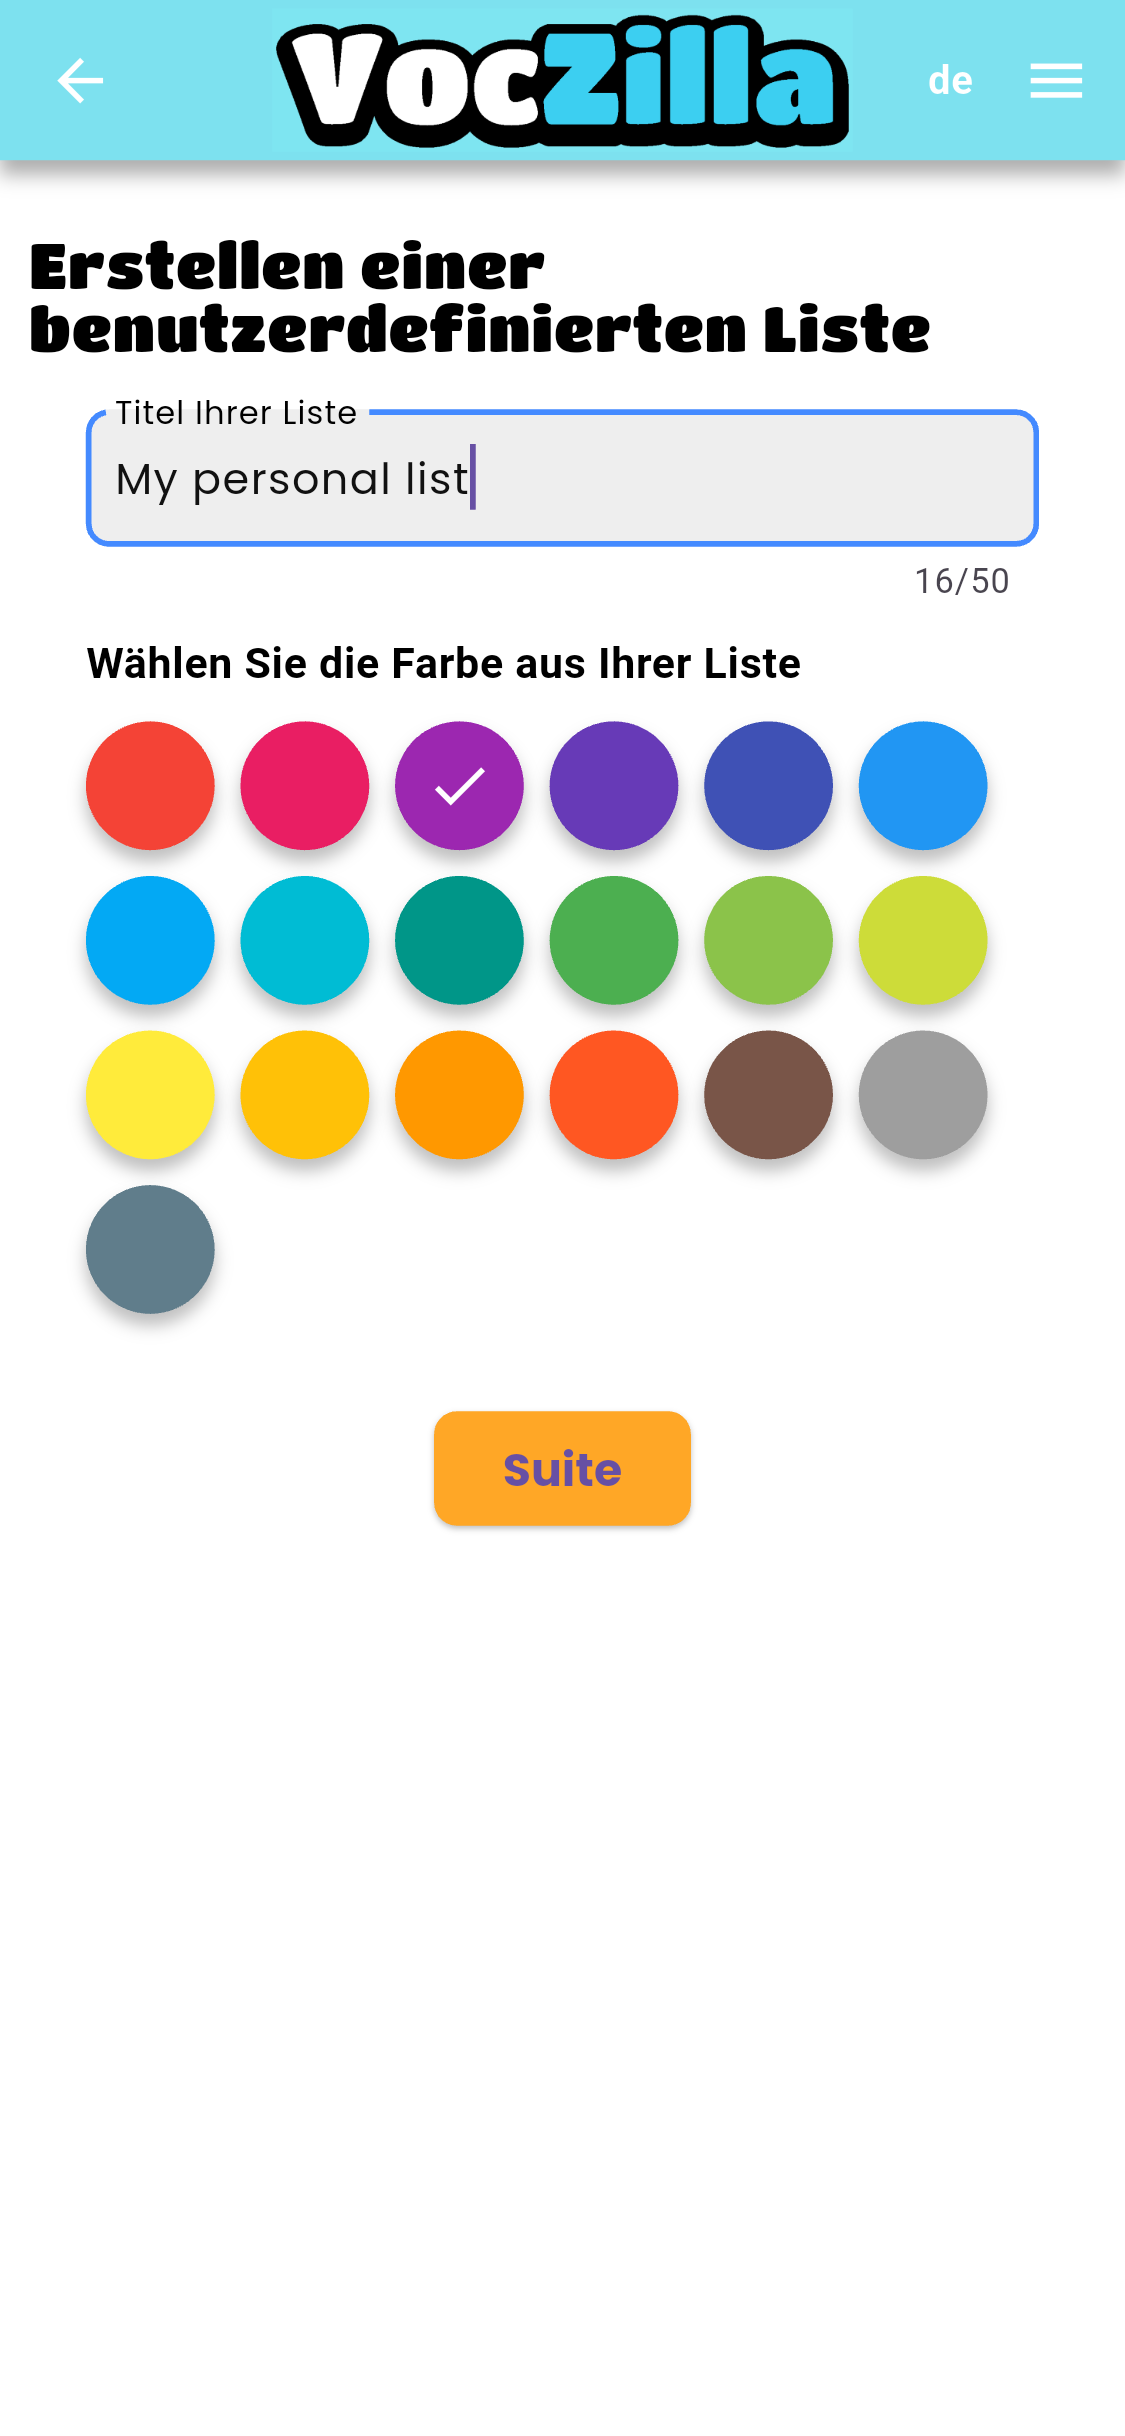 VocZilla
de
Erstellen einer
benutzerdefinierten Liste
Titel Ihrer Liste
My personal list
16/50
Wählen Sie die Farbe aus Ihrer Liste
Suite